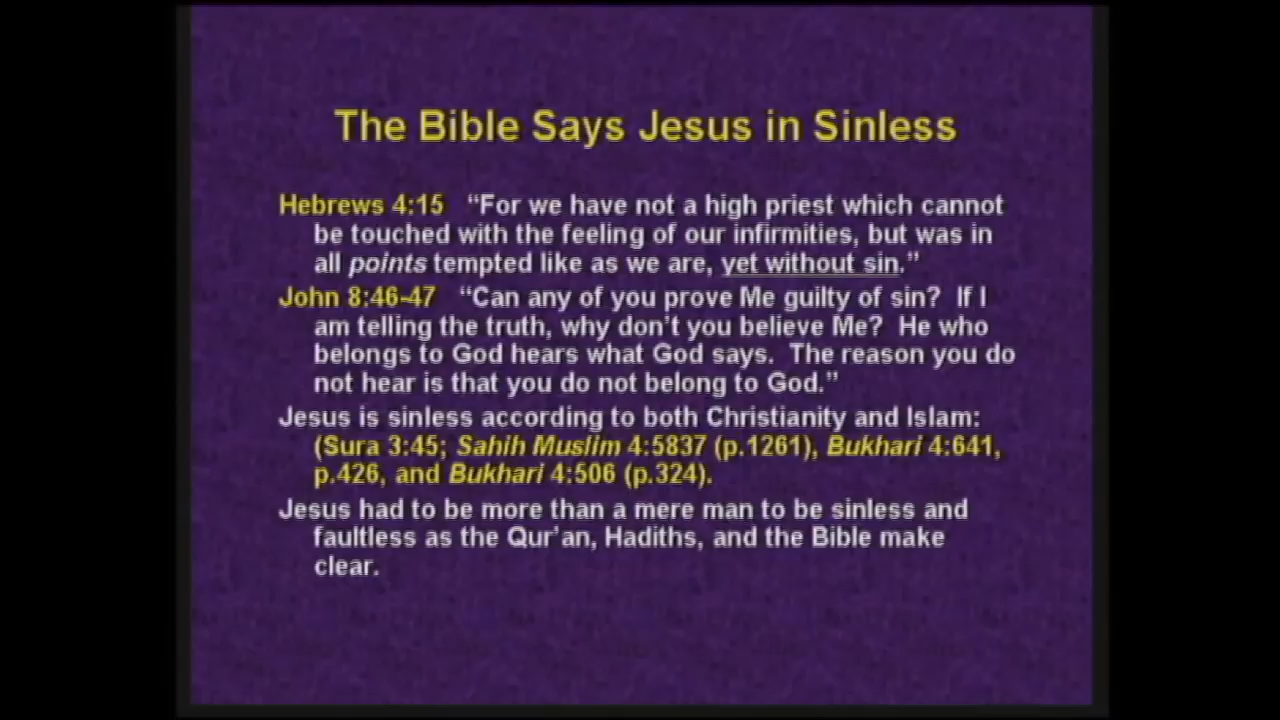 The Bible Says Jesus in Sinless
Hebrews 4:15 “For we have not a high priest which cannot
be touched with the feeling of our infirmities, but was in
all points tempted like as we are, yet without sin.”
John 8:46-47 “Can any of you prove Me guilty of sin? If I
am telling the truth, why don’t you believe Me? He who
belongs to God hears what God says. The reason you do
not hear is that you do not belong to God.”
Jesus is sinless according to both Christianity and Islam:
(Sura 3:45; Sahih Muslim 4:5837 (p.1261), Bukhari 4:641,
p.426, and Bukhari 4:506 (p.324).
Jesus had to be more than a mere man to be sinless and
faultless as the Qur’an, Hadiths, and the Bible make
clear.